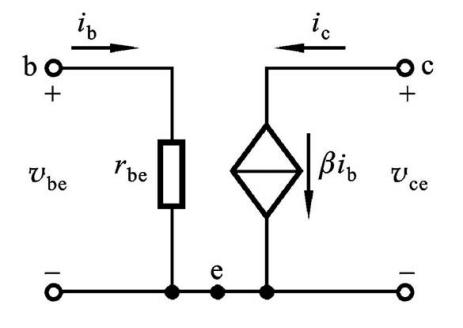 i_b i_c
b c
+ +
v_be r_be βi_b v_ce
e
− −